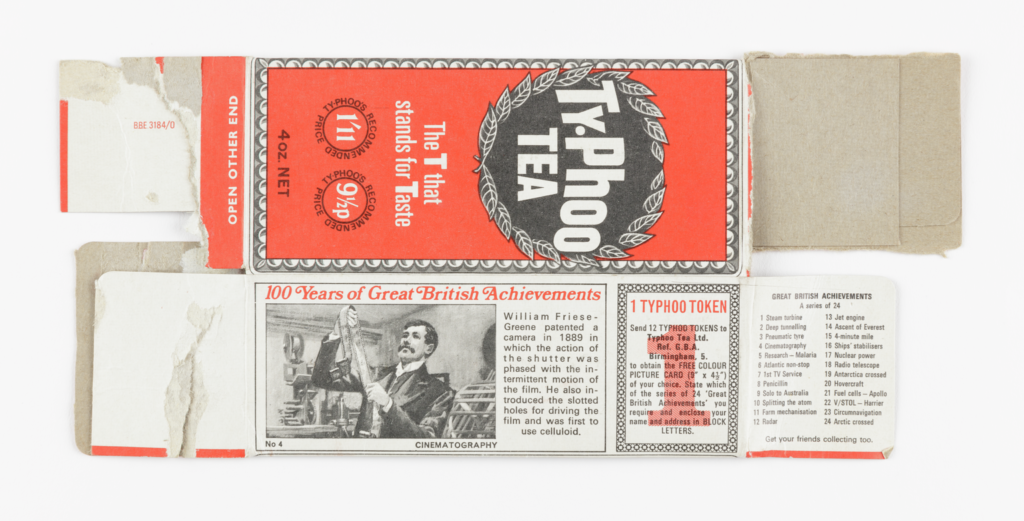 BBE 3184/D
OPEN OTHER END
TY·PHOO
TEA
The T that
stands for Taste
TY·PHOO'S RECOMMENDED PRICE
1'11
TY·PHOO'S RECOMMENDED PRICE
9½p
4 oz. NET
100 Years of Great British Achievements
William Friese-
Greene patented a
camera in 1889 in
which the action of
the shutter was
phased with the in-
termittent motion of
the film. He also in-
troduced the slotted
holes for driving the
film and was first to
use celluloid.
No 4
CINEMATOGRAPHY
1 TYPHOO TOKEN
Send 12 TYPHOO TOKENS to
Typhoo Tea Ltd.
Ref. G.B.A.
Birmingham, 5.
to obtain the FREE COLOUR
PICTURE CARD (9" x 4½")
of your choice. State which
of the series of 24 'Great
British Achievements' you
require and enclose your
name and address in BLOCK
LETTERS.
1
GREAT BRITISH ACHIEVEMENTS
A series of 24
1 Steam turbine
2 Deep tunnelling
3 Pneumatic tyre
4 Cinematography
5 Research – Malaria
6 Atlantic non-stop
7 1st TV Service
8 Penicillin
9 Solo to Australia
10 Splitting the atom
11 Farm mechanisation
12 Radar
13 Jet engine
14 Ascent of Everest
15 4-minute mile
16 Ships' stabilisers
17 Nuclear power
18 Radio telescope
19 Antarctica crossed
20 Hovercraft
21 Fuel cells – Apollo
22 V/STOL – Harrier
23 Circumnavigation
24 Arctic crossed
Get your friends collecting too.